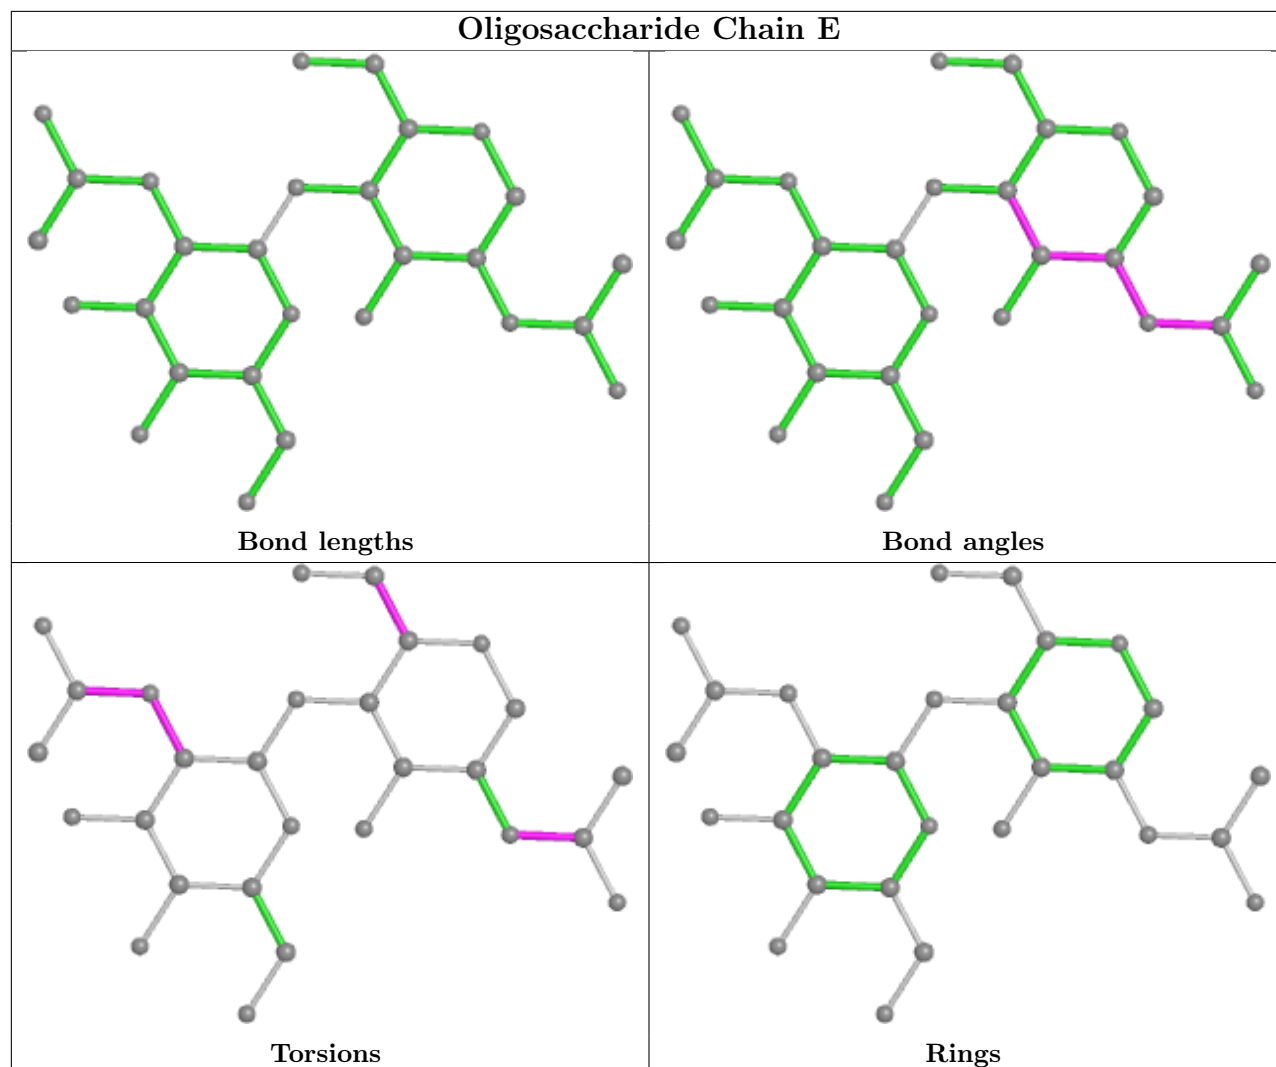 Oligosaccharide Chain E
Bond lengths
Bond angles
Torsions
Rings